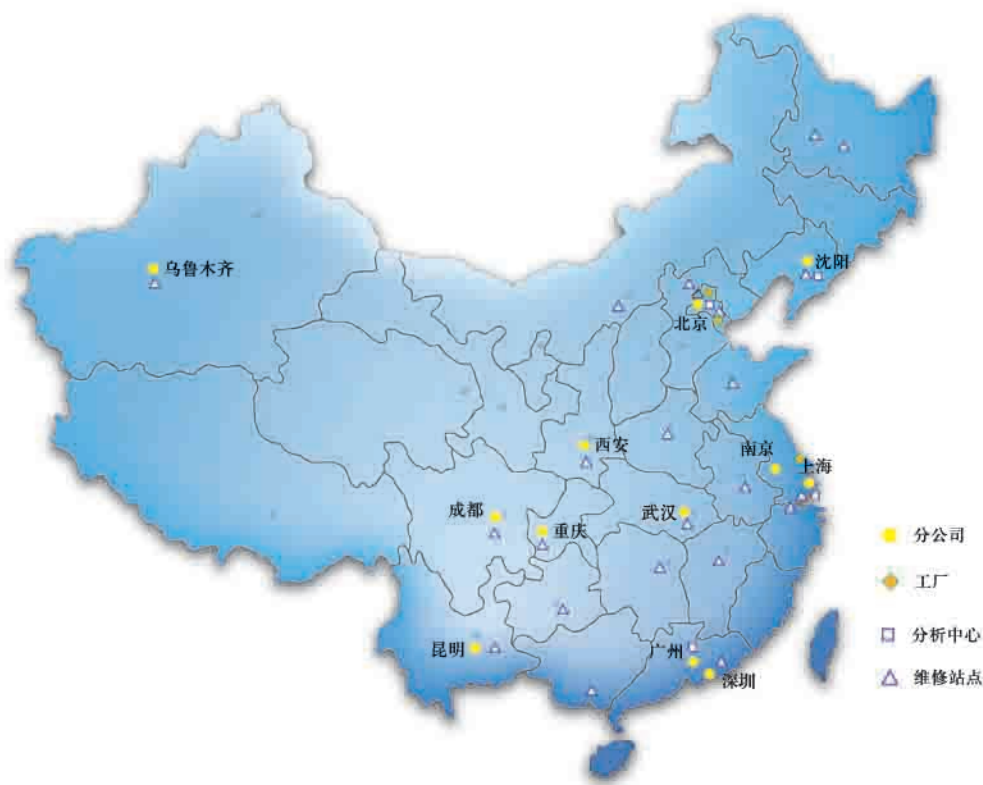 乌鲁木齐
沈阳
北京
西安
南京
上海
成都
重庆
武汉
昆明
广州
深圳
分公司
工厂
分析中心
维修站点